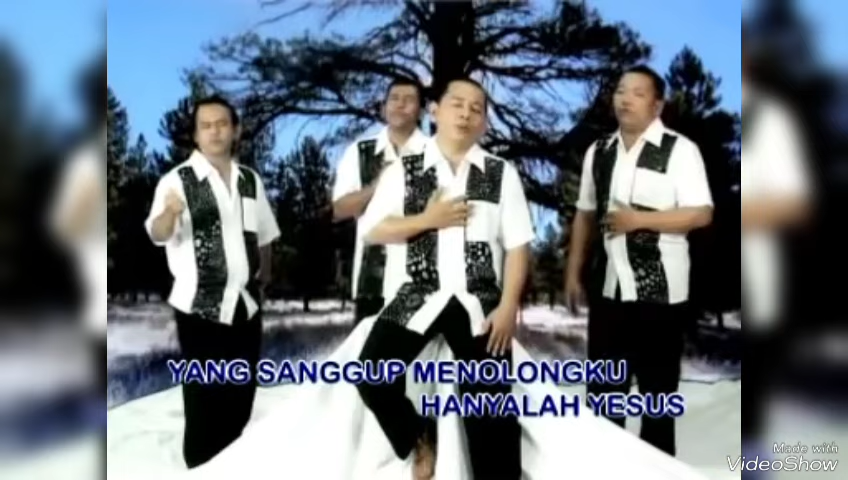 YANG SANGGUP MENOLONGKU
HANYALAH YESUS
Made with
VideoShow